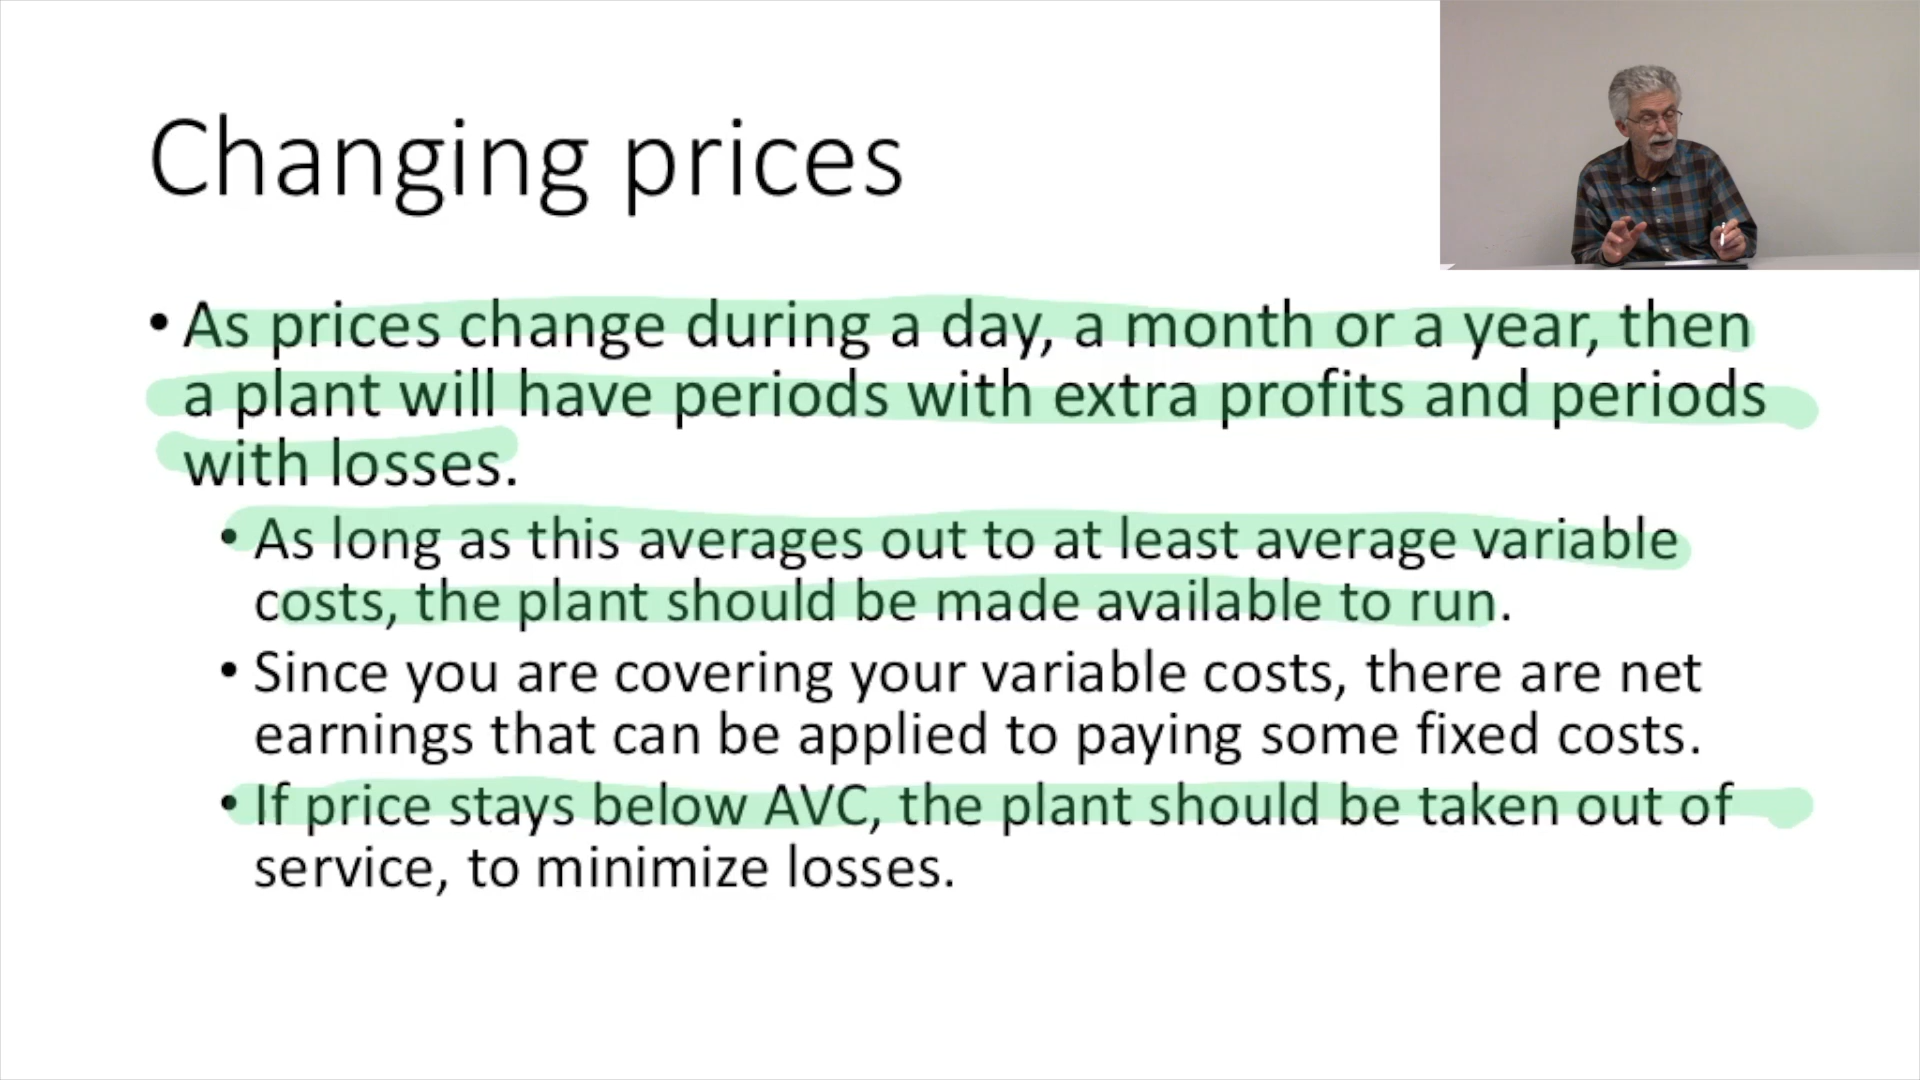 Changing prices
• As prices change during a day, a month or a year, then
a plant will have periods with extra profits and periods
with losses.
• As long as this averages out to at least average variable
costs, the plant should be made available to run.
• Since you are covering your variable costs, there are net
earnings that can be applied to paying some fixed costs.
• If price stays below AVC, the plant should be taken out of
service, to minimize losses.